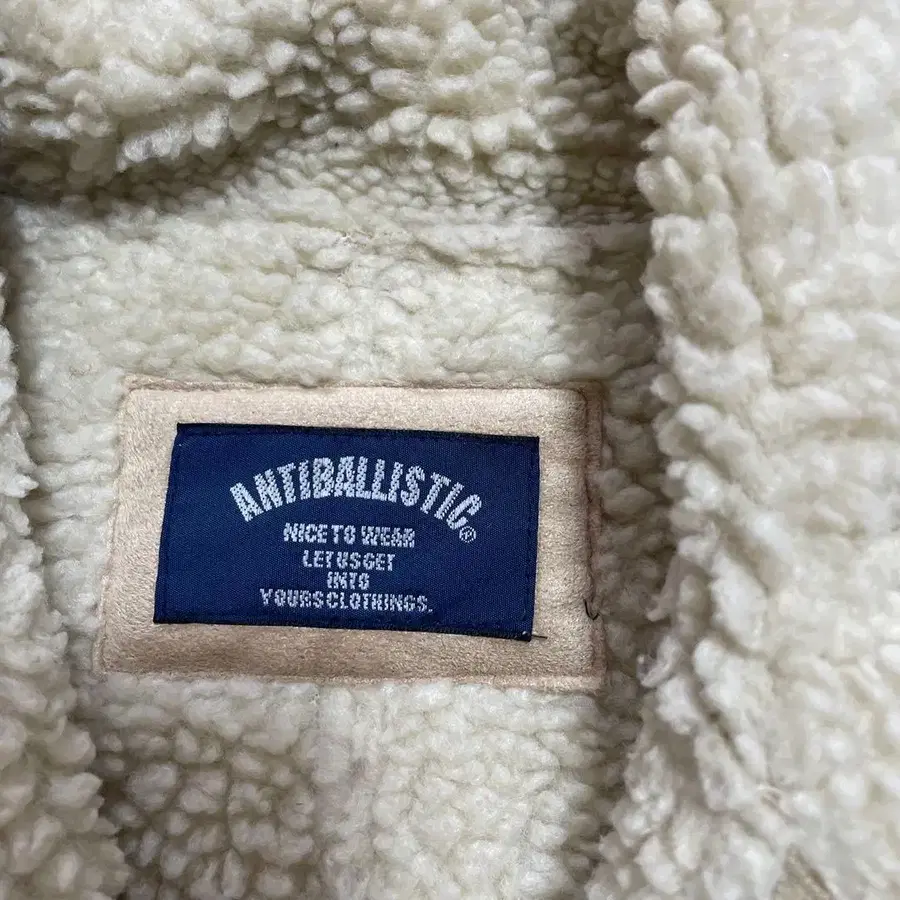 ANTIBALLISTIC®
NICE TO WEAR
LET US GET
INTO
YOURSCLOTHINGS.